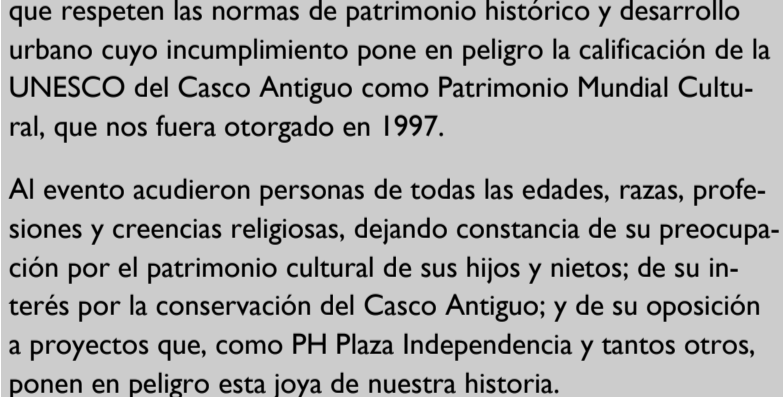 que respeten las normas de patrimonio histórico y desarrollo
urbano cuyo incumplimiento pone en peligro la calificación de la
UNESCO del Casco Antiguo como Patrimonio Mundial Cultu-
ral, que nos fuera otorgado en 1997.
Al evento acudieron personas de todas las edades, razas, profe-
siones y creencias religiosas, dejando constancia de su preocupa-
ción por el patrimonio cultural de sus hijos y nietos; de su in-
terés por la conservación del Casco Antiguo; y de su oposición
a proyectos que, como PH Plaza Independencia y tantos otros,
ponen en peligro esta joya de nuestra historia.